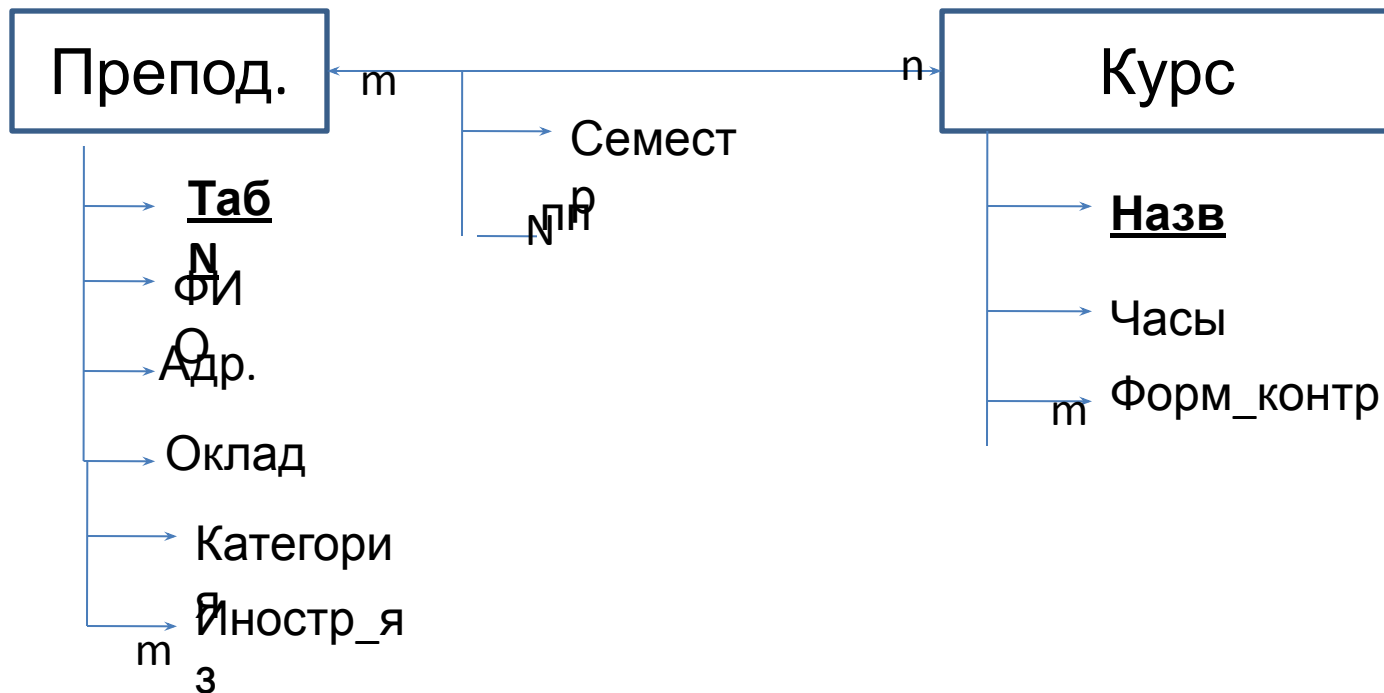 Препод.
m
n
Курс
Семест
р
N
пп
Таб
N
ФИ
О
Адр.
Оклад
Категори
я
Иностр_я
з
m
Назв
Часы
m
Форм_контр